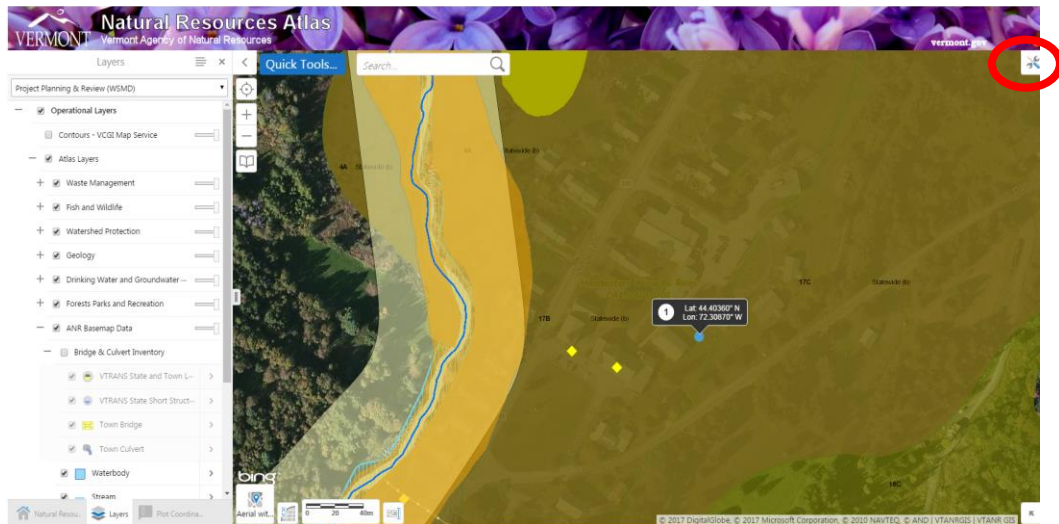 Natural Resources Atlas
VERMONT Vermont Agency of Natural Resources
vermont.gov
Layers
Quick Tools...
Search...
Project Planning & Review (WSMD)
Operational Layers
Contours - VCGI Map Service
Atlas Layers
Waste Management
Fish and Wildlife
Watershed Protection
Geology
Drinking Water and Groundwater --
Forests Parks and Recreation
ANR Basemap Data
Bridge & Culvert Inventory
VTRANS State and Town L--
VTRANS State Short Struct--
Town Bridge
Town Culvert
Waterbody
Stream
Natural Resou...
Layers
Plot Coordina...
4A
Statewide (b)
17C Statewide (b)
1 Lat: 44.40360° N
Lon: 72.30870° W
17B Statewide (b)
bing
Aerial wit...
0 20 40m
© 2017 DigitalGlobe, © 2017 Microsoft Corporation, © 2010 NAVTEQ, © AND | VTANRGIS | VTANR GIS